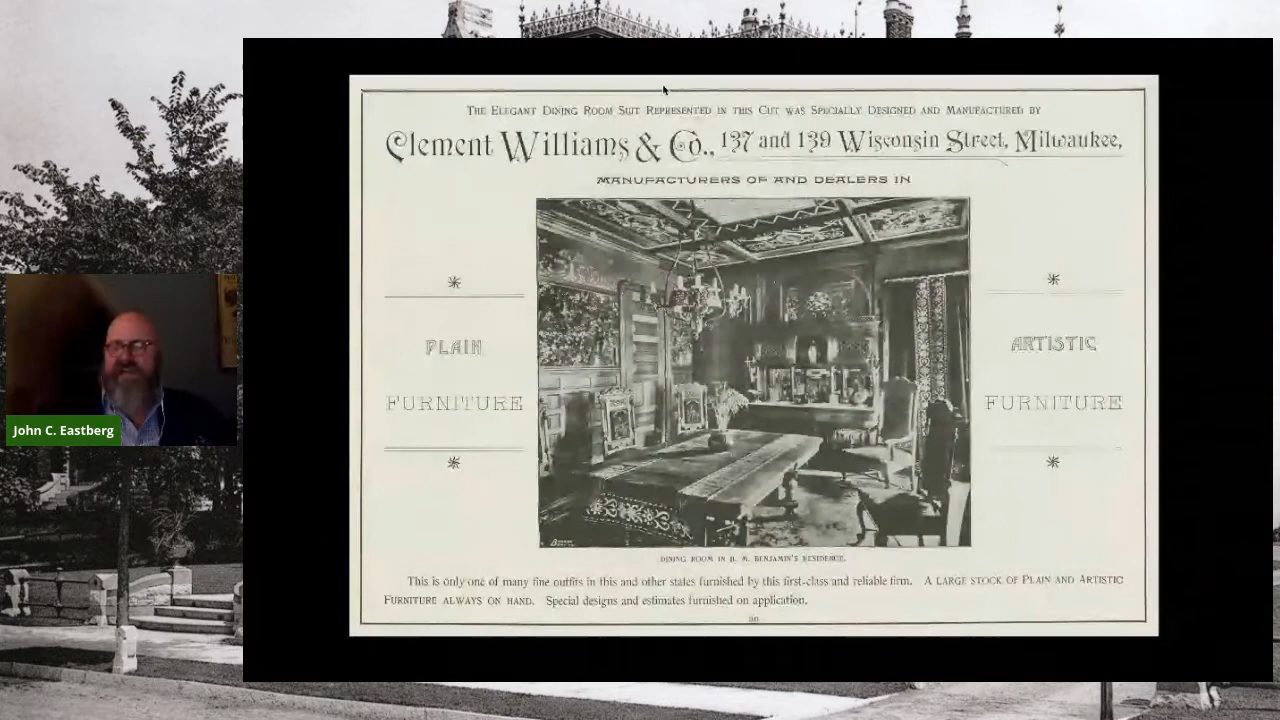 THE ELEGANT DINING ROOM SUIT REPRESENTED IN THIS CUT WAS SPECIALLY DESIGNED AND MANUFACTURED BY
Clement Williams & Co., 137 and 139 Wisconsin Street, Milwaukee,
MANUFACTURERS OF AND DEALERS IN
PLAIN
FURNITURE
ARTISTIC
FURNITURE
DINING ROOM IN D. M. BENJAMIN'S RESIDENCE.
This is only one of many fine outfits in this and other states furnished by this first-class and reliable firm. A LARGE STOCK OF PLAIN AND ARTISTIC
FURNITURE ALWAYS ON HAND. Special designs and estimates furnished on application.
John C. Eastberg